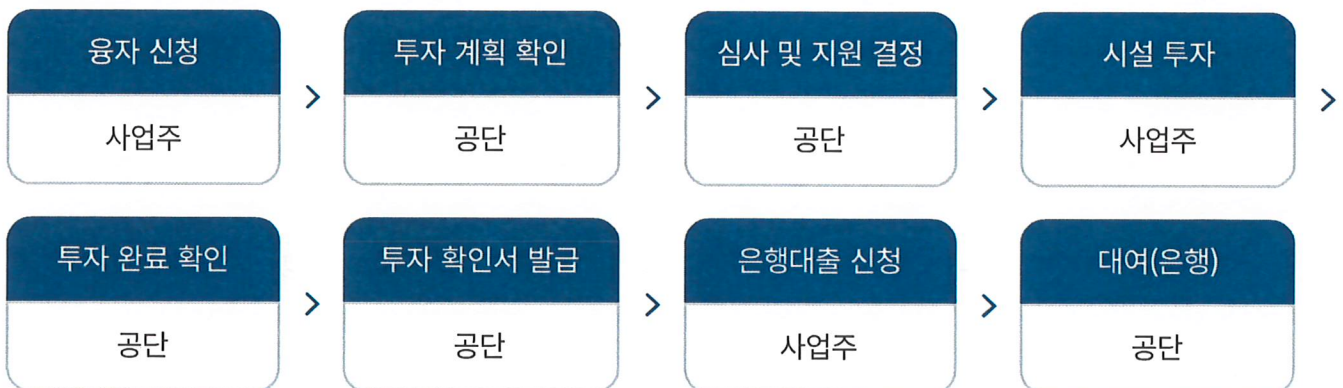 융자 신청
사업주
>
투자 계획 확인
공단
>
심사 및 지원 결정
공단
>
시설 투자
사업주
>
투자 완료 확인
공단
>
투자 확인서 발급
공단
>
은행대출 신청
사업주
>
대여(은행)
공단